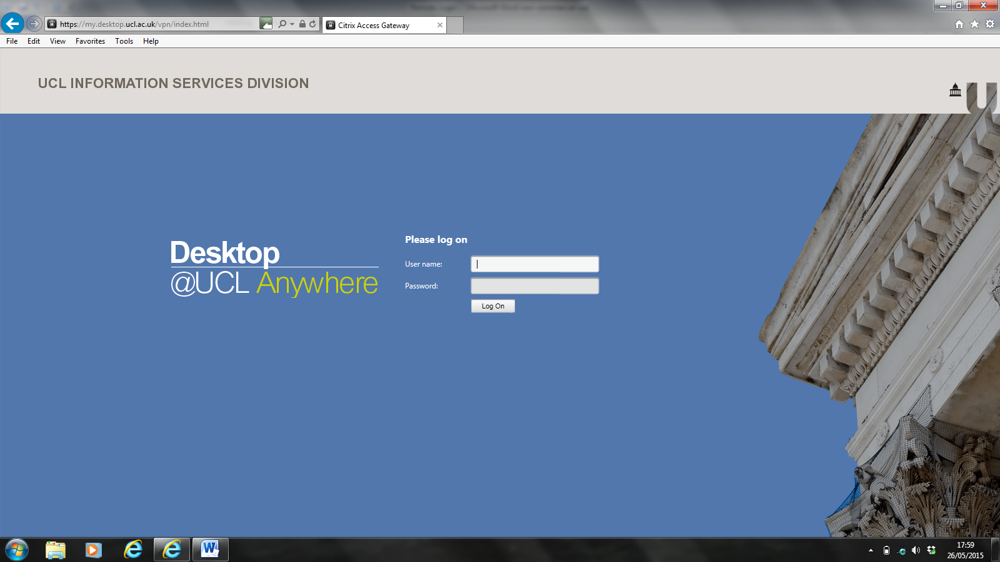 https://my.desktop.ucl.ac.uk/vpn/index.html
Citrix Access Gateway
File Edit View Favorites Tools Help
UCL INFORMATION SERVICES DIVISION
U
Desktop
@UCL Anywhere
Please log on
User name:
Password:
Log On
17:59
26/05/2015